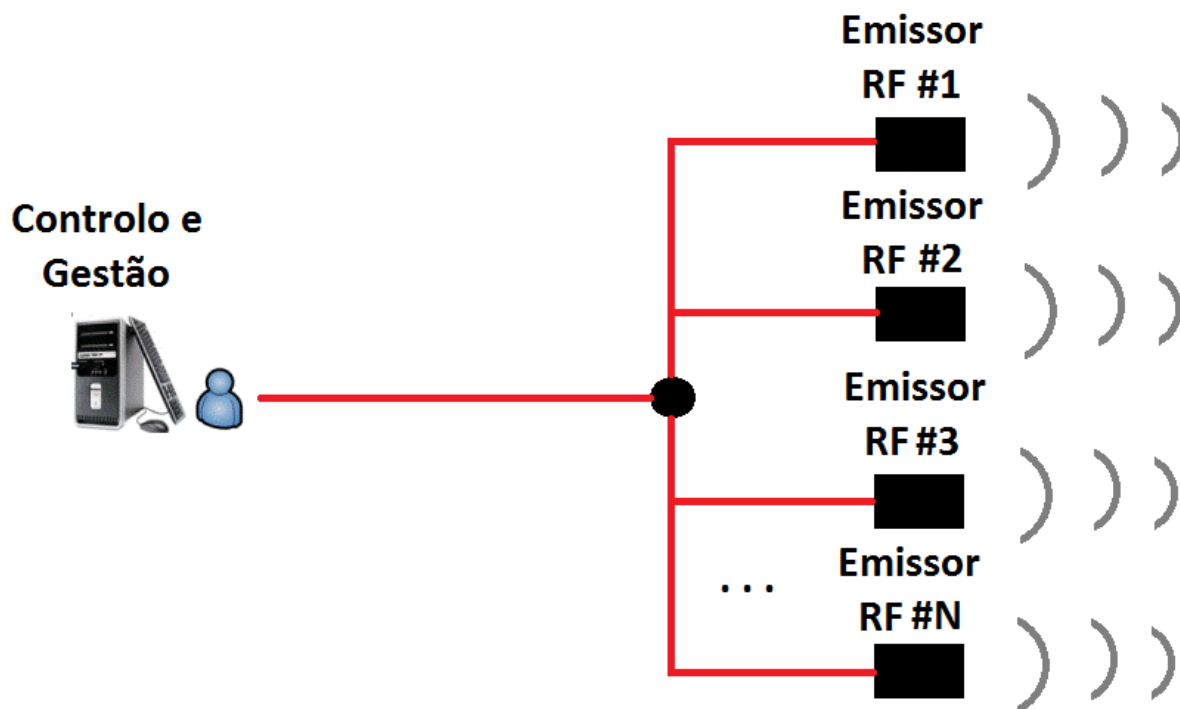 Controlo e
Gestão
Emissor
RF #1
Emissor
RF #2
Emissor
RF #3
. . .
Emissor
RF #N